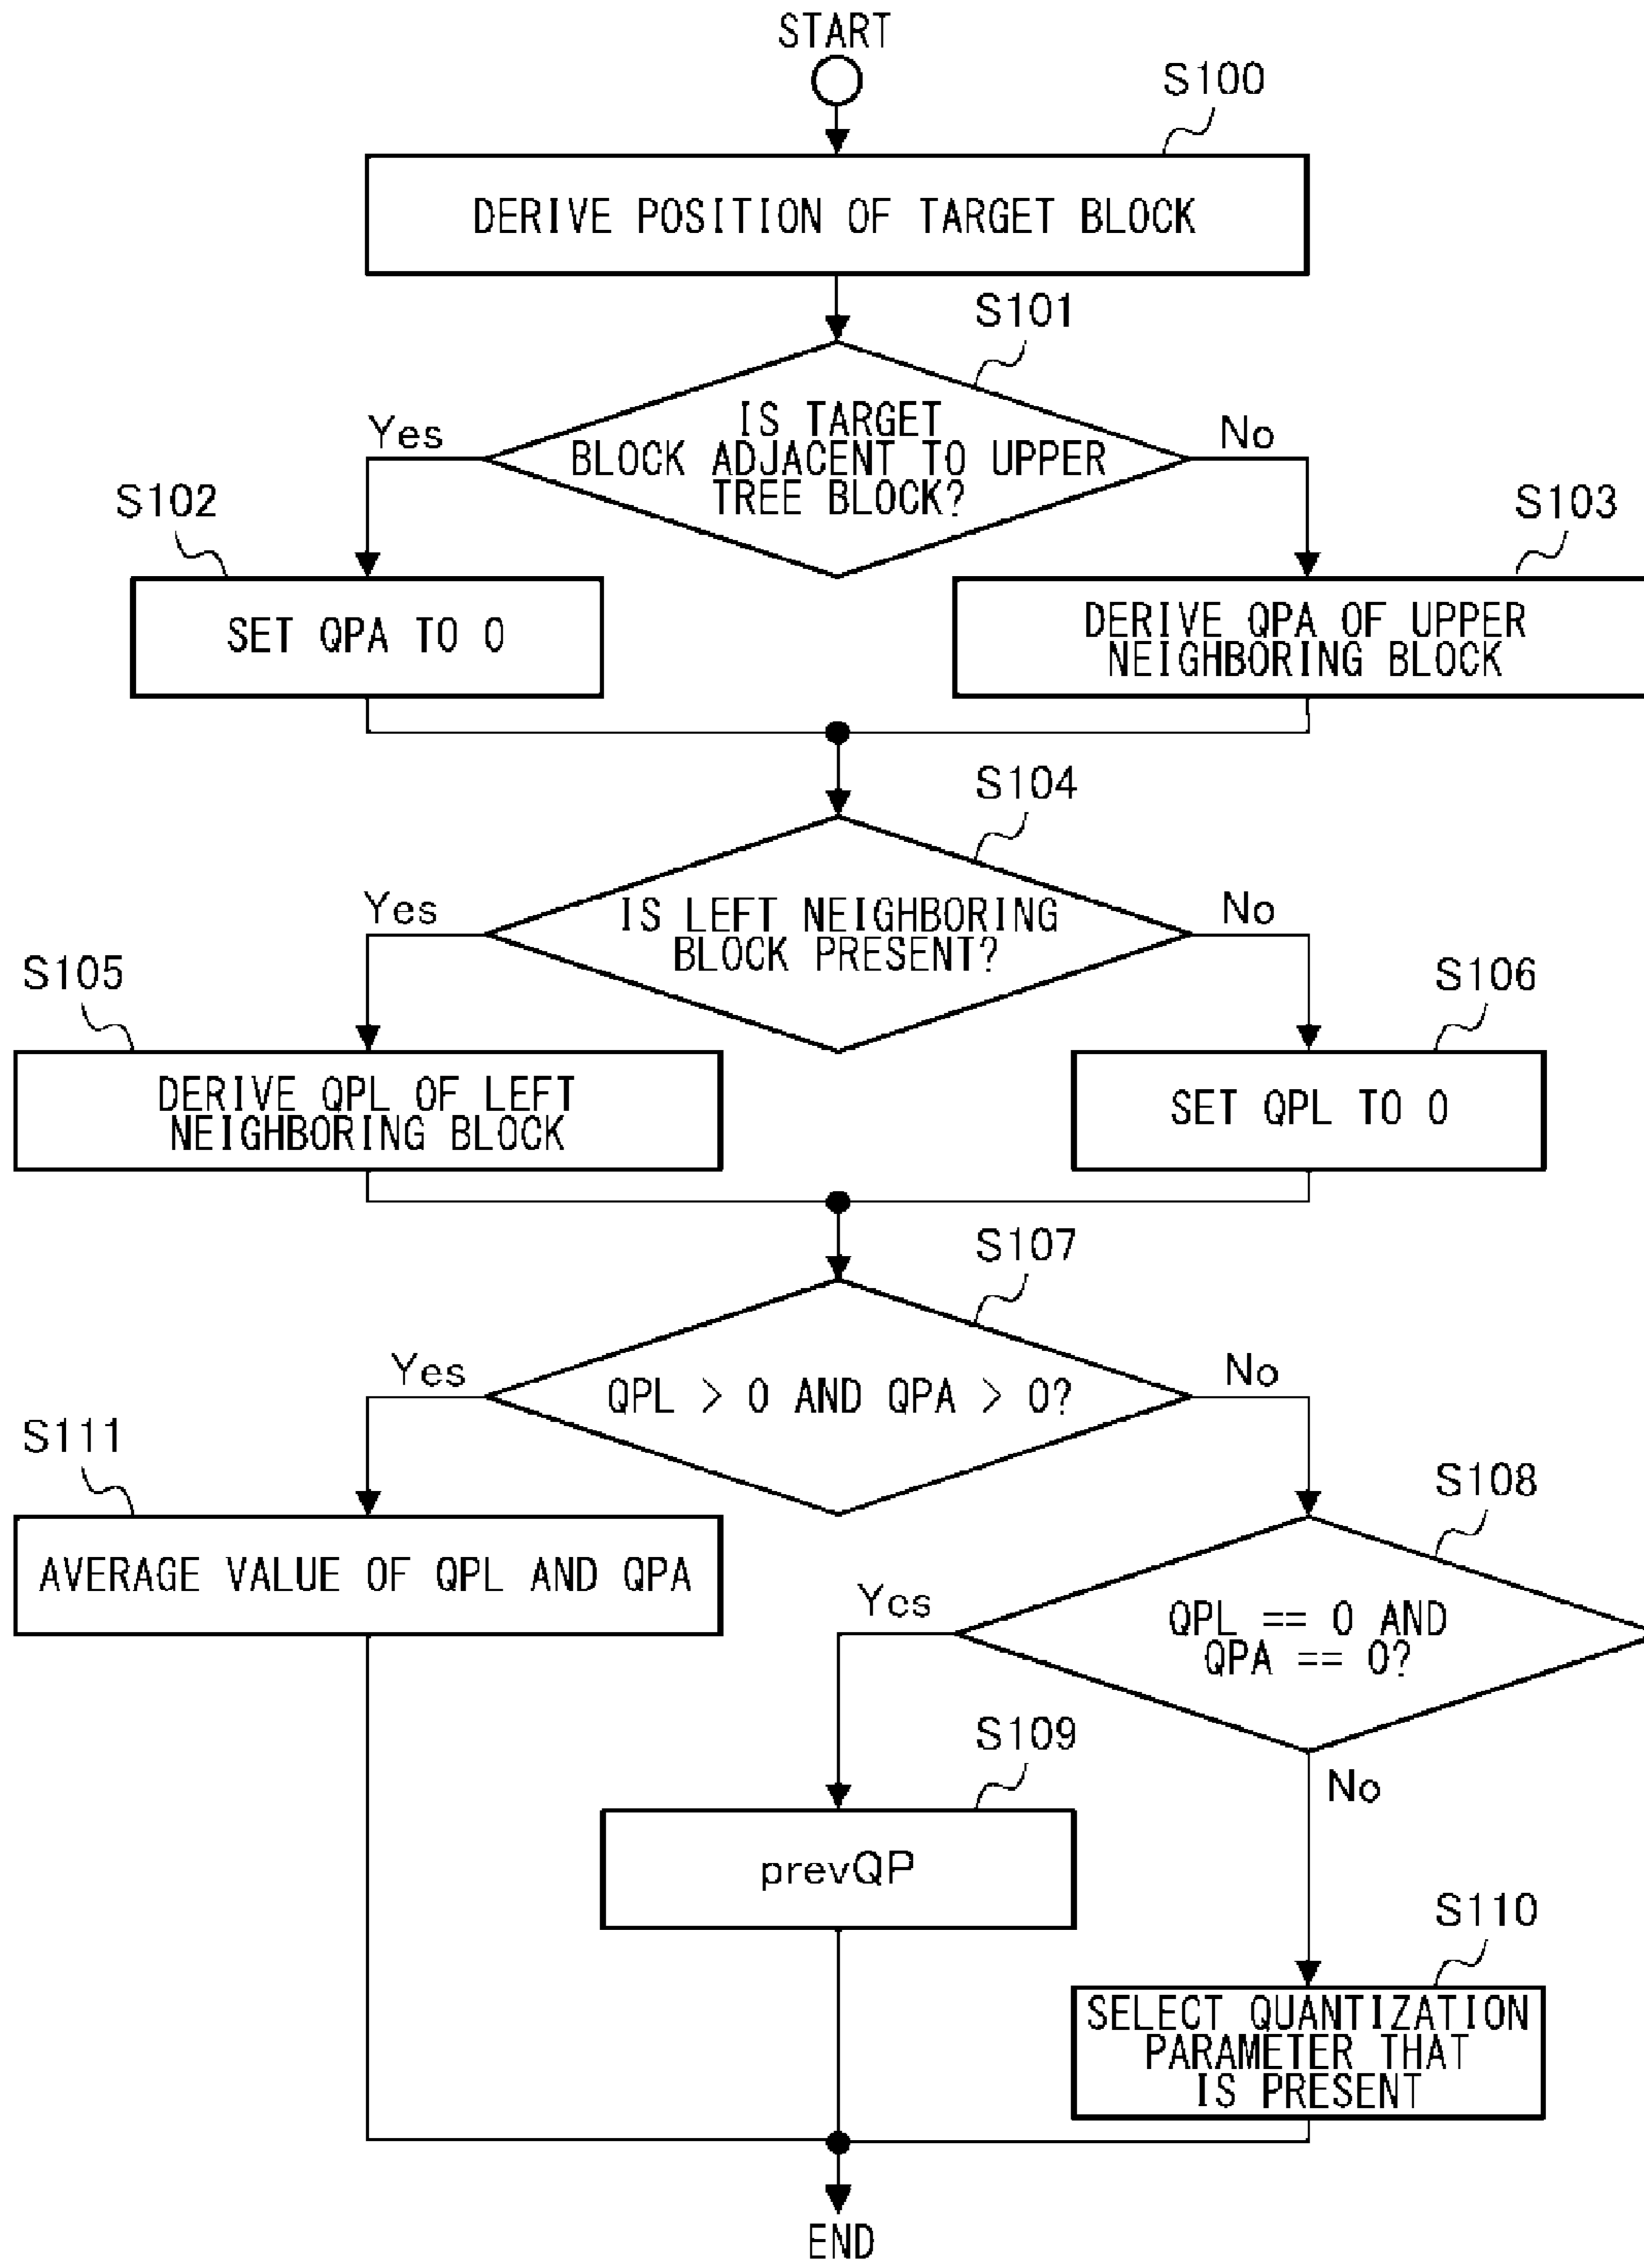 START
S100
DERIVE POSITION OF TARGET BLOCK
S101
IS TARGET
BLOCK ADJACENT TO UPPER
TREE BLOCK?
Yes
No
S102
SET QPA TO 0
S103
DERIVE QPA OF UPPER
NEIGHBORING BLOCK
S104
IS LEFT NEIGHBORING
BLOCK PRESENT?
Yes
No
S105
DERIVE QPL OF LEFT
NEIGHBORING BLOCK
S106
SET QPL TO 0
S107
QPL > 0 AND QPA > 0?
Yes
No
S111
AVERAGE VALUE OF QPL AND QPA
S108
QPL == 0 AND
QPA == 0?
Yes
No
S109
prevQP
S110
SELECT QUANTIZATION
PARAMETER THAT
IS PRESENT
END